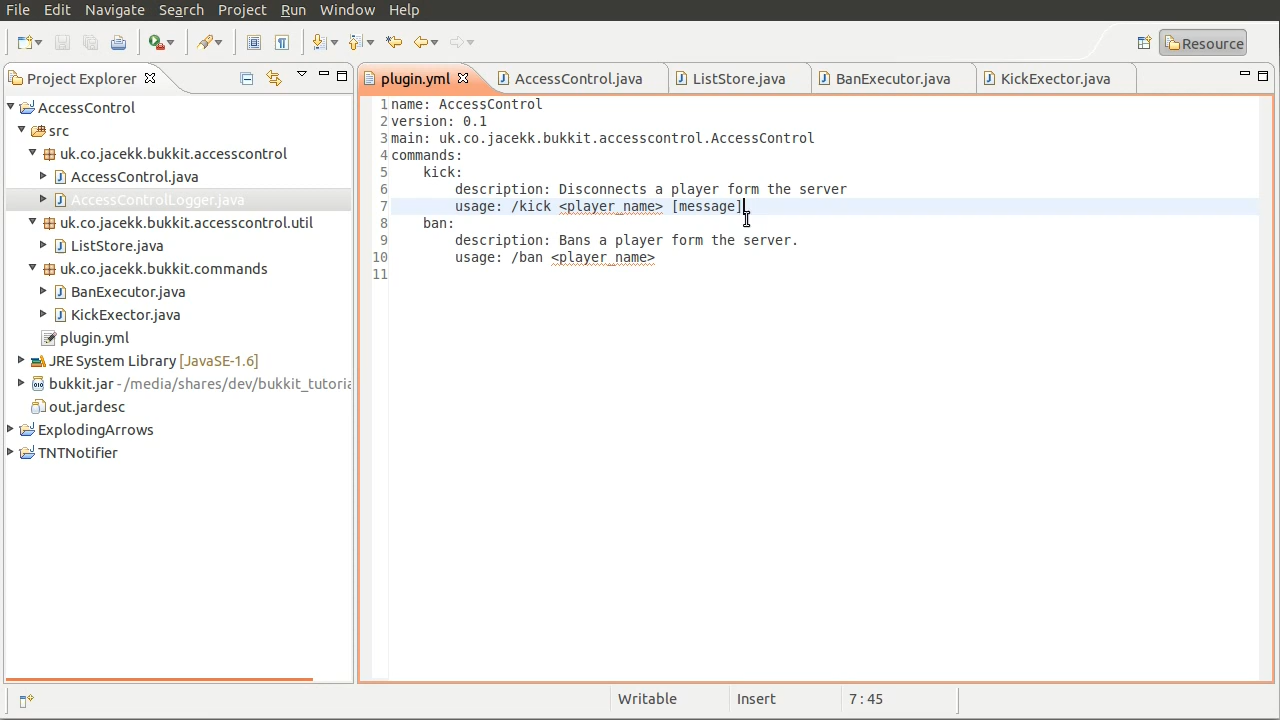 File Edit Navigate Search Project Run Window Help
Resource
Project Explorer
plugin.yml AccessControl.java ListStore.java BanExecutor.java KickExector.java
AccessControl
src
uk.co.jacekk.bukkit.accesscontrol
AccessControl.java
AccessControlLogger.java
uk.co.jacekk.bukkit.accesscontrol.util
ListStore.java
uk.co.jacekk.bukkit.commands
BanExecutor.java
KickExector.java
plugin.yml
JRE System Library [JavaSE-1.6]
bukkit.jar - /media/shares/dev/bukkit_tutoria
out.jardesc
ExplodingArrows
TNTNotifier
1 name: AccessControl
2 version: 0.1
3 main: uk.co.jacekk.bukkit.accesscontrol.AccessControl
4 commands:
5 kick:
6 description: Disconnects a player form the server
7 usage: /kick <player_name> [message]
8 ban:
9 description: Bans a player form the server.
10 usage: /ban <player_name>
11
Writable Insert 7 : 45